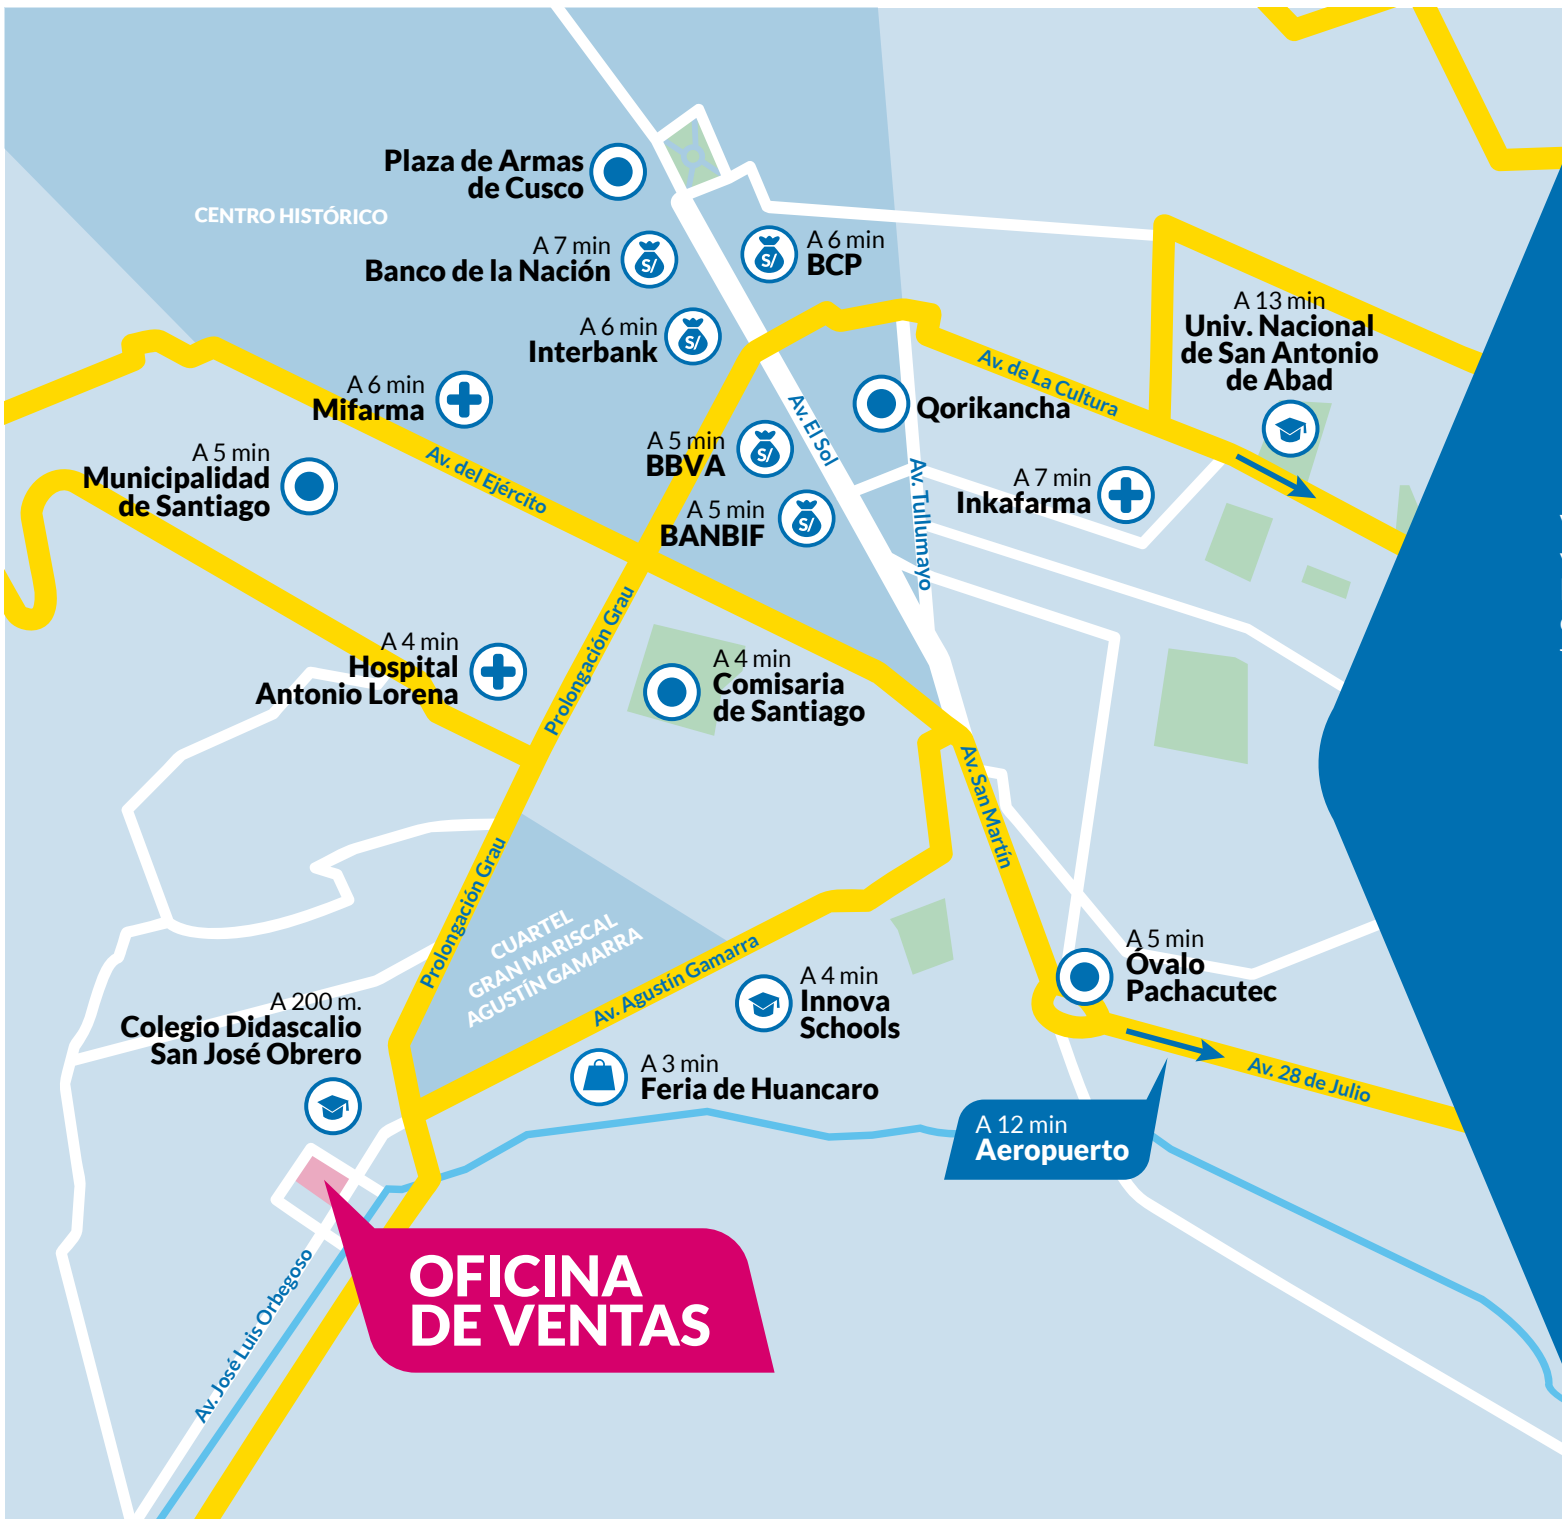 Plaza de Armas
de Cusco
CENTRO HISTÓRICO
A 7 min
Banco de la Nación
A 6 min
BCP
A 6 min
Interbank
A 13 min
Univ. Nacional
de San Antonio
de Abad
A 6 min
Mifarma
Av. de La Cultura
Qorikancha
Av. El Sol
A 5 min
Municipalidad
de Santiago
Av. del Ejército
A 5 min
BBVA
A 5 min
BANBIF
Av. Tullumayo
A 7 min
Inkafarma
S/
S/
S/
S/
S/
Prolongación Grau
A 4 min
Hospital
Antonio Lorena
A 4 min
Comisaria
de Santiago
Av. San Martín
Prolongación Grau
CUARTEL
GRAN MARISCAL
AGUSTÍN GAMARRA
Av. Agustín Gamarra
A 5 min
Óvalo
Pachacutec
A 4 min
Innova
Schools
A 200 m.
Colegio Didascalio
San José Obrero
A 3 min
Feria de Huancaro
Av. 28 de Julio
A 12 min
Aeropuerto
OFICINA
DE VENTAS
Av. José Luis Orbegoso